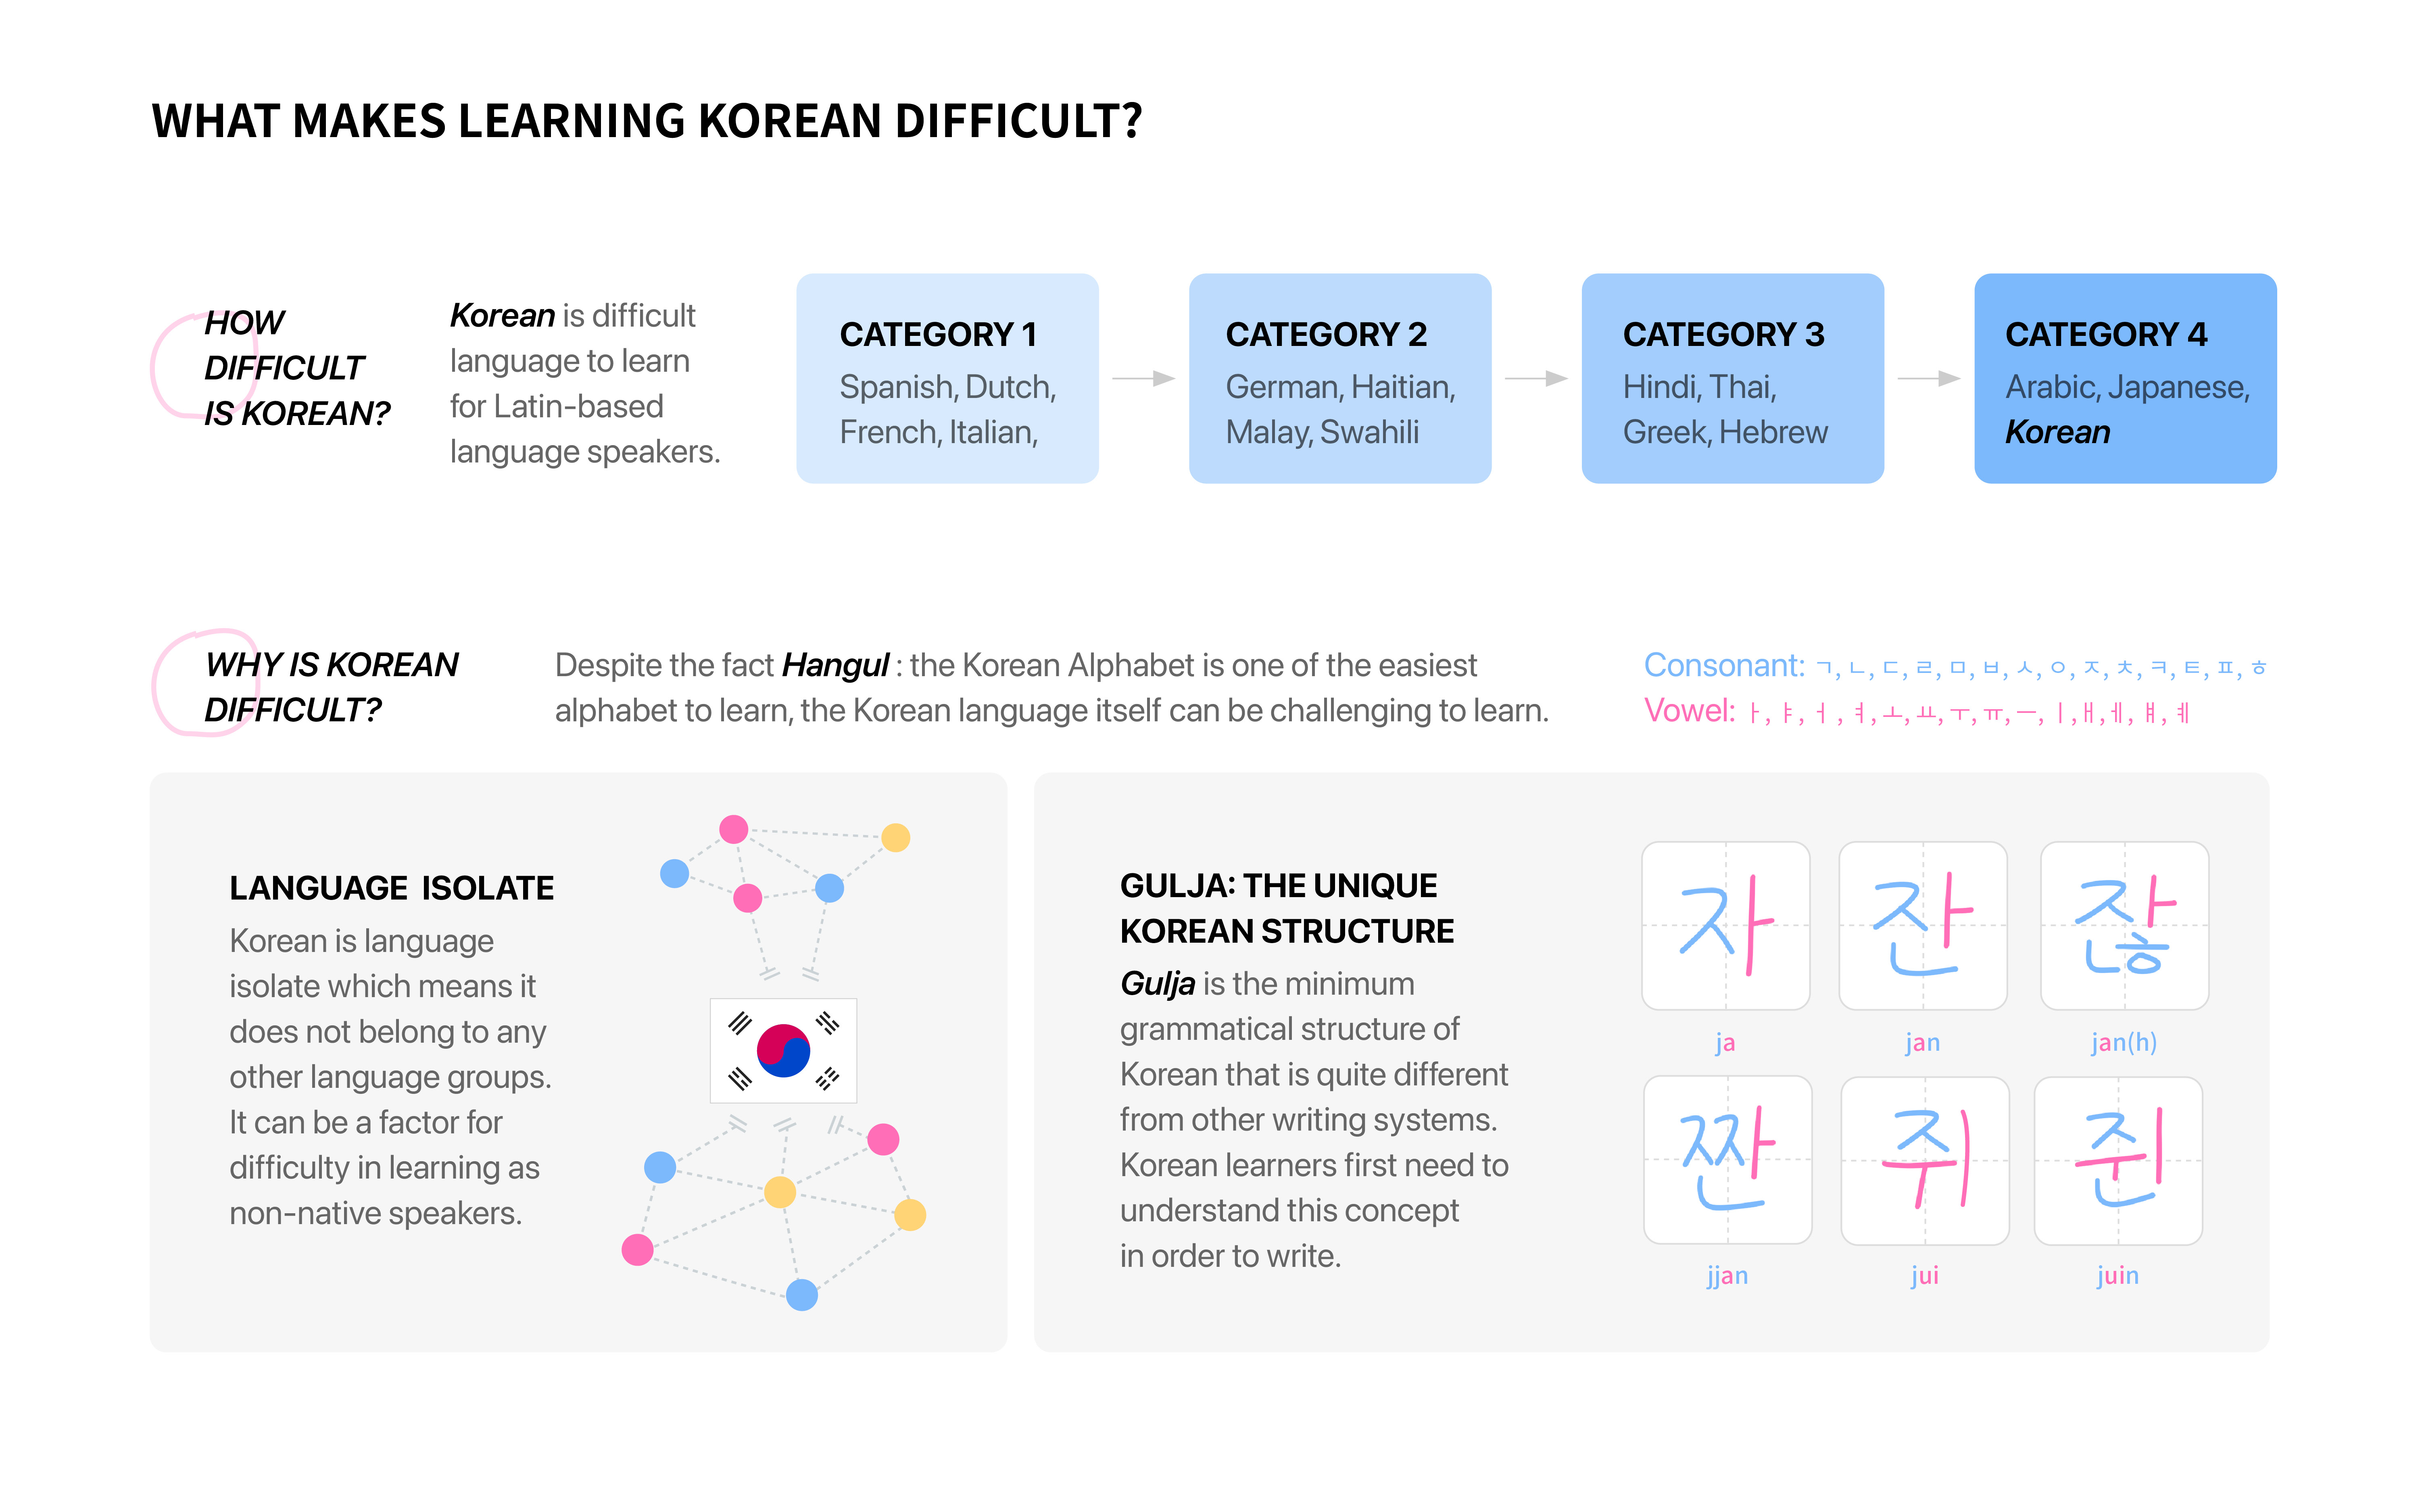 WHAT MAKES LEARNING KOREAN DIFFICULT?
HOW
DIFFICULT
IS KOREAN?
Korean is difficult
language to learn
for Latin-based
language speakers.
CATEGORY 1
Spanish, Dutch,
French, Italian,
CATEGORY 2
German, Haitian,
Malay, Swahili
CATEGORY 3
Hindi, Thai,
Greek, Hebrew
CATEGORY 4
Arabic, Japanese,
Korean
WHY IS KOREAN
DIFFICULT?
Despite the fact Hangul : the Korean Alphabet is one of the easiest
alphabet to learn, the Korean language itself can be challenging to learn.
Consonant: ㄱ, ㄴ, ㄷ, ㄹ, ㅁ, ㅂ, ㅅ, ㅇ, ㅈ, ㅊ, ㅋ, ㅌ, ㅍ, ㅎ
Vowel: ㅏ, ㅑ, ㅓ, ㅕ, ㅗ, ㅛ, ㅜ, ㅠ, ㅡ, ㅣ, ㅐ, ㅔ, ㅒ, ㅖ
LANGUAGE ISOLATE
Korean is language
isolate which means it
does not belong to any
other language groups.
It can be a factor for
difficulty in learning as
non-native speakers.
GULJA: THE UNIQUE
KOREAN STRUCTURE
Gulja is the minimum
grammatical structure of
Korean that is quite different
from other writing systems.
Korean learners first need to
understand this concept
in order to write.
자 잔 잖
ja jan jan(h)
짠 쥐 쥔
jjan jui juin